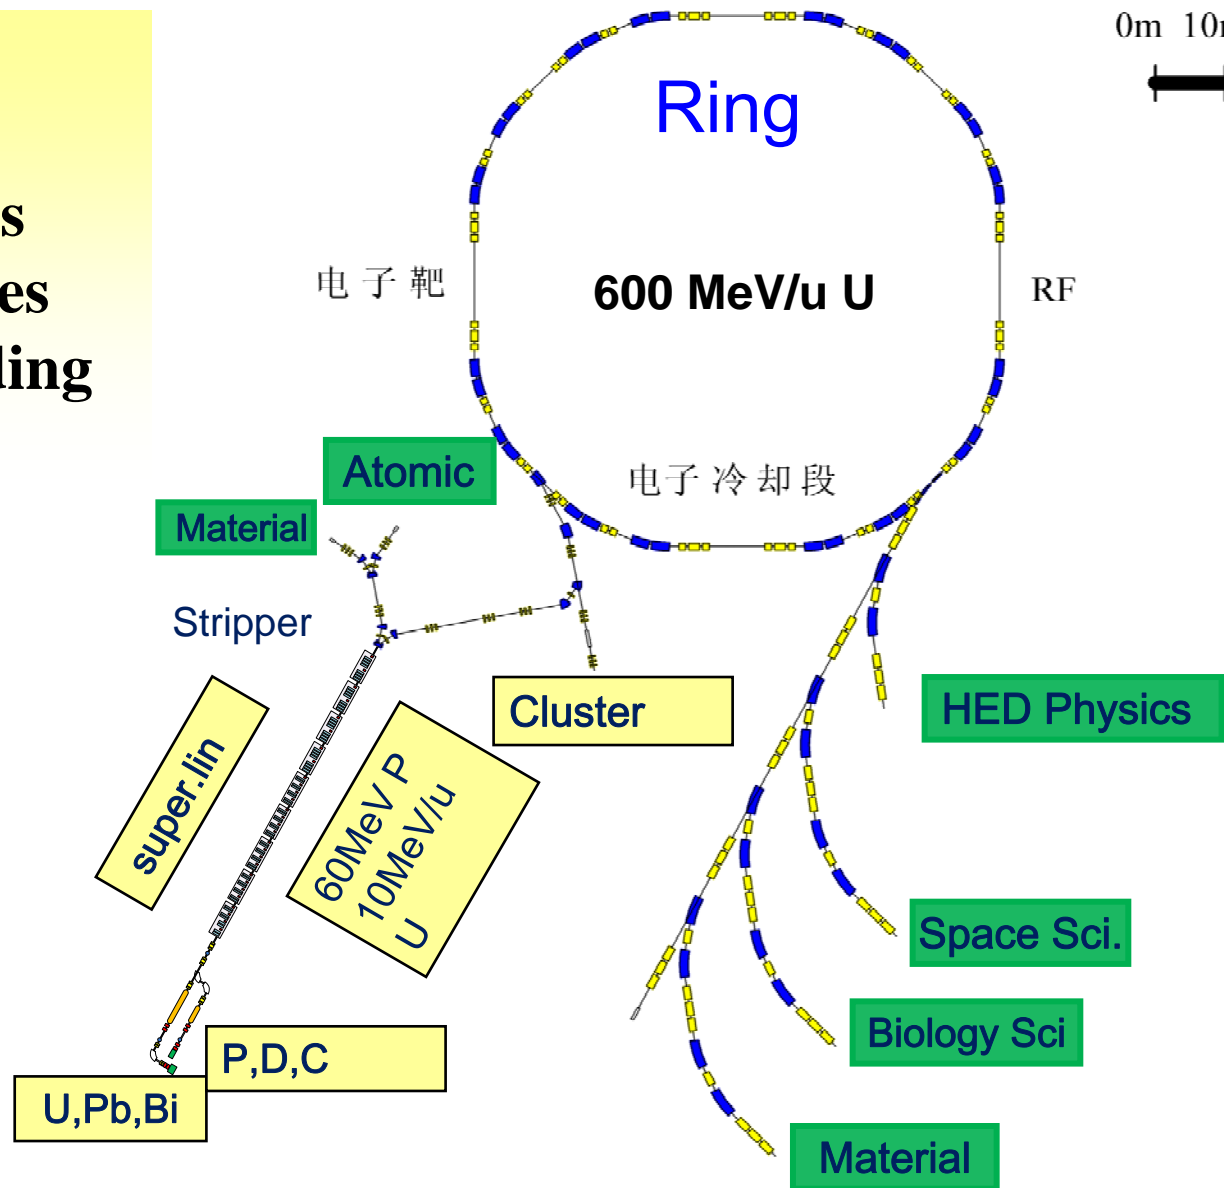 0m 10
s
es
ding
Ring
电子靶
600 MeV/u U
RF
Atomic
电子冷却段
Material
Stripper
Cluster
HED Physics
super.lin
60MeV P
10MeV/u
U
Space Sci.
Biology Sci
P,D,C
U,Pb,Bi
Material